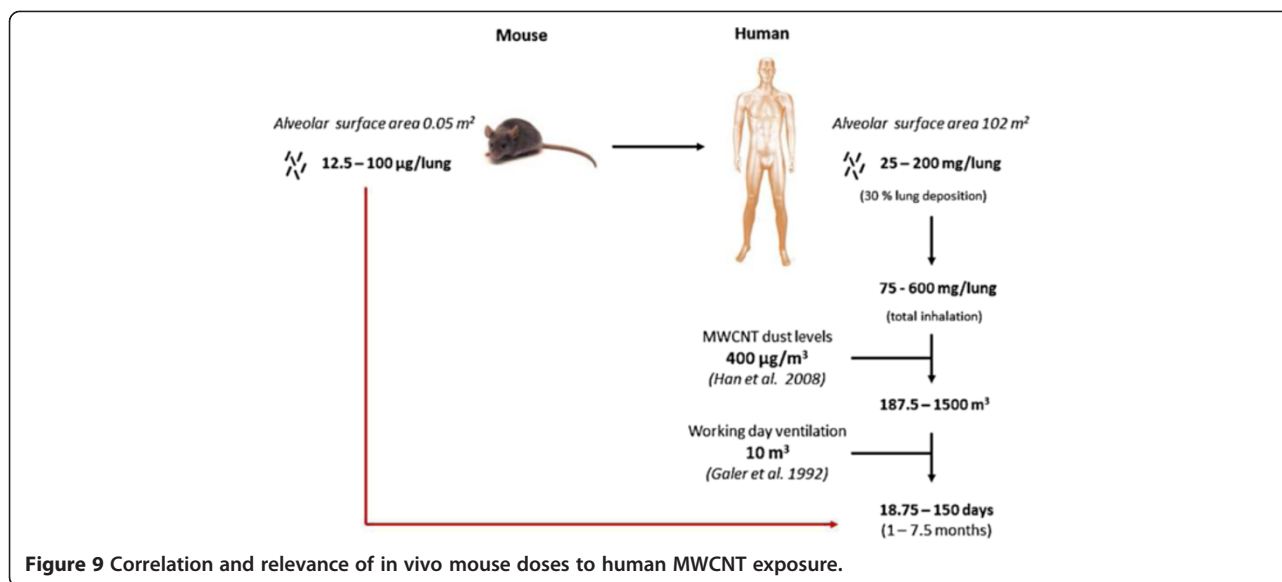 Mouse
Human
Alveolar surface area 0.05 m²
12.5 – 100 µg/lung
Alveolar surface area 102 m²
25 – 200 mg/lung
(30 % lung deposition)
75 - 600 mg/lung
(total inhalation)
MWCNT dust levels
400 µg/m³
(Han et al. 2008)
187.5 – 1500 m³
Working day ventilation
10 m³
(Galer et al. 1992)
18.75 – 150 days
(1 – 7.5 months)
Figure 9 Correlation and relevance of in vivo mouse doses to human MWCNT exposure.